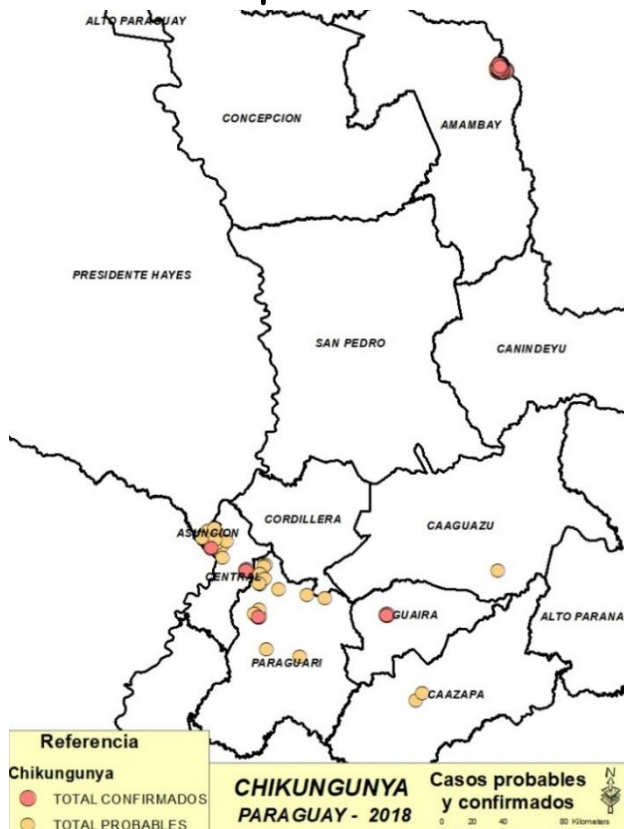 ALTO PARAGUAY
CONCEPCION
AMAMBAY
PRESIDENTE HAYES
SAN PEDRO
CANINDEYU
ASUNCION
CORDILLERA
CAAGUAZU
CENTRAL
GUAIRA
ALTO PARANA
PARAGUARI
CAAZAPA
Referencia
Chikungunya
TOTAL CONFIRMADOS
TOTAL PROBABLES
CHIKUNGUNYA
PARAGUAY - 2018
Casos probables
y confirmados
N
0 20 40 80 Kilometers